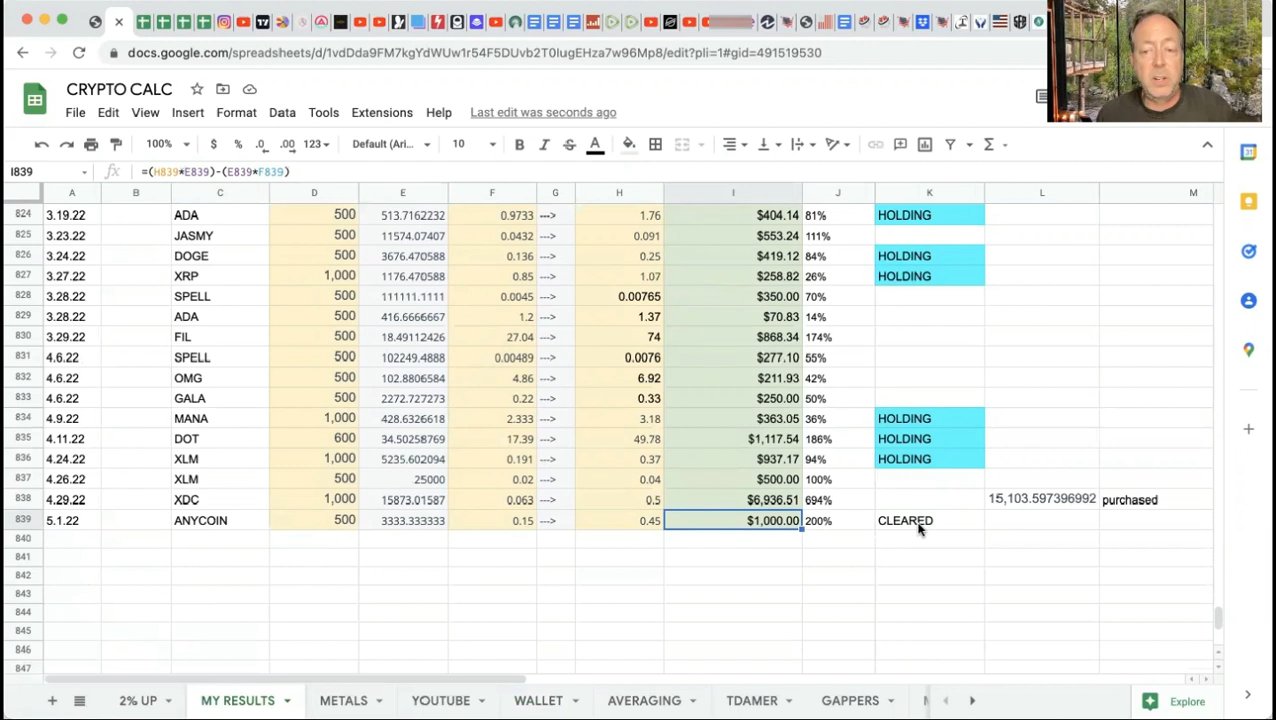 docs.google.com/spreadsheets/d/1vdDda9FM7kgYdWUw1r54F5DUvb2T0lugEHza7w96Mp8/edit?pli=1#gid=491519530
CRYPTO CALC
File Edit View Insert Format Data Tools Extensions Help Last edit was seconds ago
100% $ % .0 .00 123 Default (Ari... 10 B I S A Σ
I839 fx =(H839*E839)-(E839*F839)
A B C D E F G H I J K L M
824 3.19.22 ADA 500 513.7162232 0.9733 ---> 1.76 $404.14 81% HOLDING
825 3.23.22 JASMY 500 11574.07407 0.0432 ---> 0.091 $553.24 111%
826 3.24.22 DOGE 500 3676.470588 0.136 ---> 0.25 $419.12 84% HOLDING
827 3.27.22 XRP 1,000 1176.470588 0.85 ---> 1.07 $258.82 26% HOLDING
828 3.28.22 SPELL 500 111111.1111 0.0045 ---> 0.00765 $350.00 70%
829 3.28.22 ADA 500 416.6666667 1.2 ---> 1.37 $70.83 14%
830 3.29.22 FIL 500 18.49112426 27.04 ---> 74 $868.34 174%
831 4.6.22 SPELL 500 102249.4888 0.00489 ---> 0.0076 $277.10 55%
832 4.6.22 OMG 500 102.8806584 4.86 ---> 6.92 $211.93 42%
833 4.6.22 GALA 500 2272.727273 0.22 ---> 0.33 $250.00 50%
834 4.9.22 MANA 1,000 428.6326618 2.333 ---> 3.18 $363.05 36% HOLDING
835 4.11.22 DOT 600 34.50258769 17.39 ---> 49.78 $1,117.54 186% HOLDING
836 4.24.22 XLM 1,000 5235.602094 0.191 ---> 0.37 $937.17 94% HOLDING
837 4.26.22 XLM 500 25000 0.02 ---> 0.04 $500.00 100%
838 4.29.22 XDC 1,000 15873.01587 0.063 ---> 0.5 $6,936.51 694% 15,103.597396992 purchased
839 5.1.22 ANYCOIN 500 3333.333333 0.15 ---> 0.45 $1,000.00 200% CLEARED
840
841
842
843
844
845
846
847
2% UP MY RESULTS METALS YOUTUBE WALLET AVERAGING TDAMER GAPPERS Explore